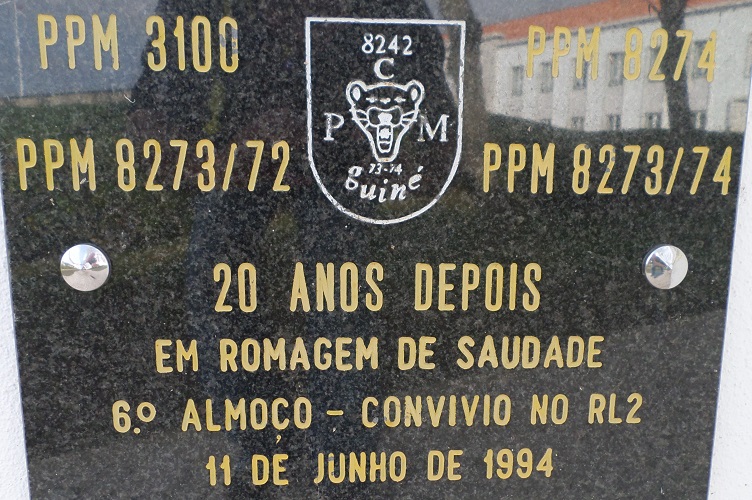 PPM 3100
8242
C
P M
73-74
guiné
PPM 8274
PPM 8273/72
PPM 8273/74
20 ANOS DEPOIS
EM ROMAGEM DE SAUDADE
6.º ALMOÇO - CONVIVIO NO RL2
11 DE JUNHO DE 1994